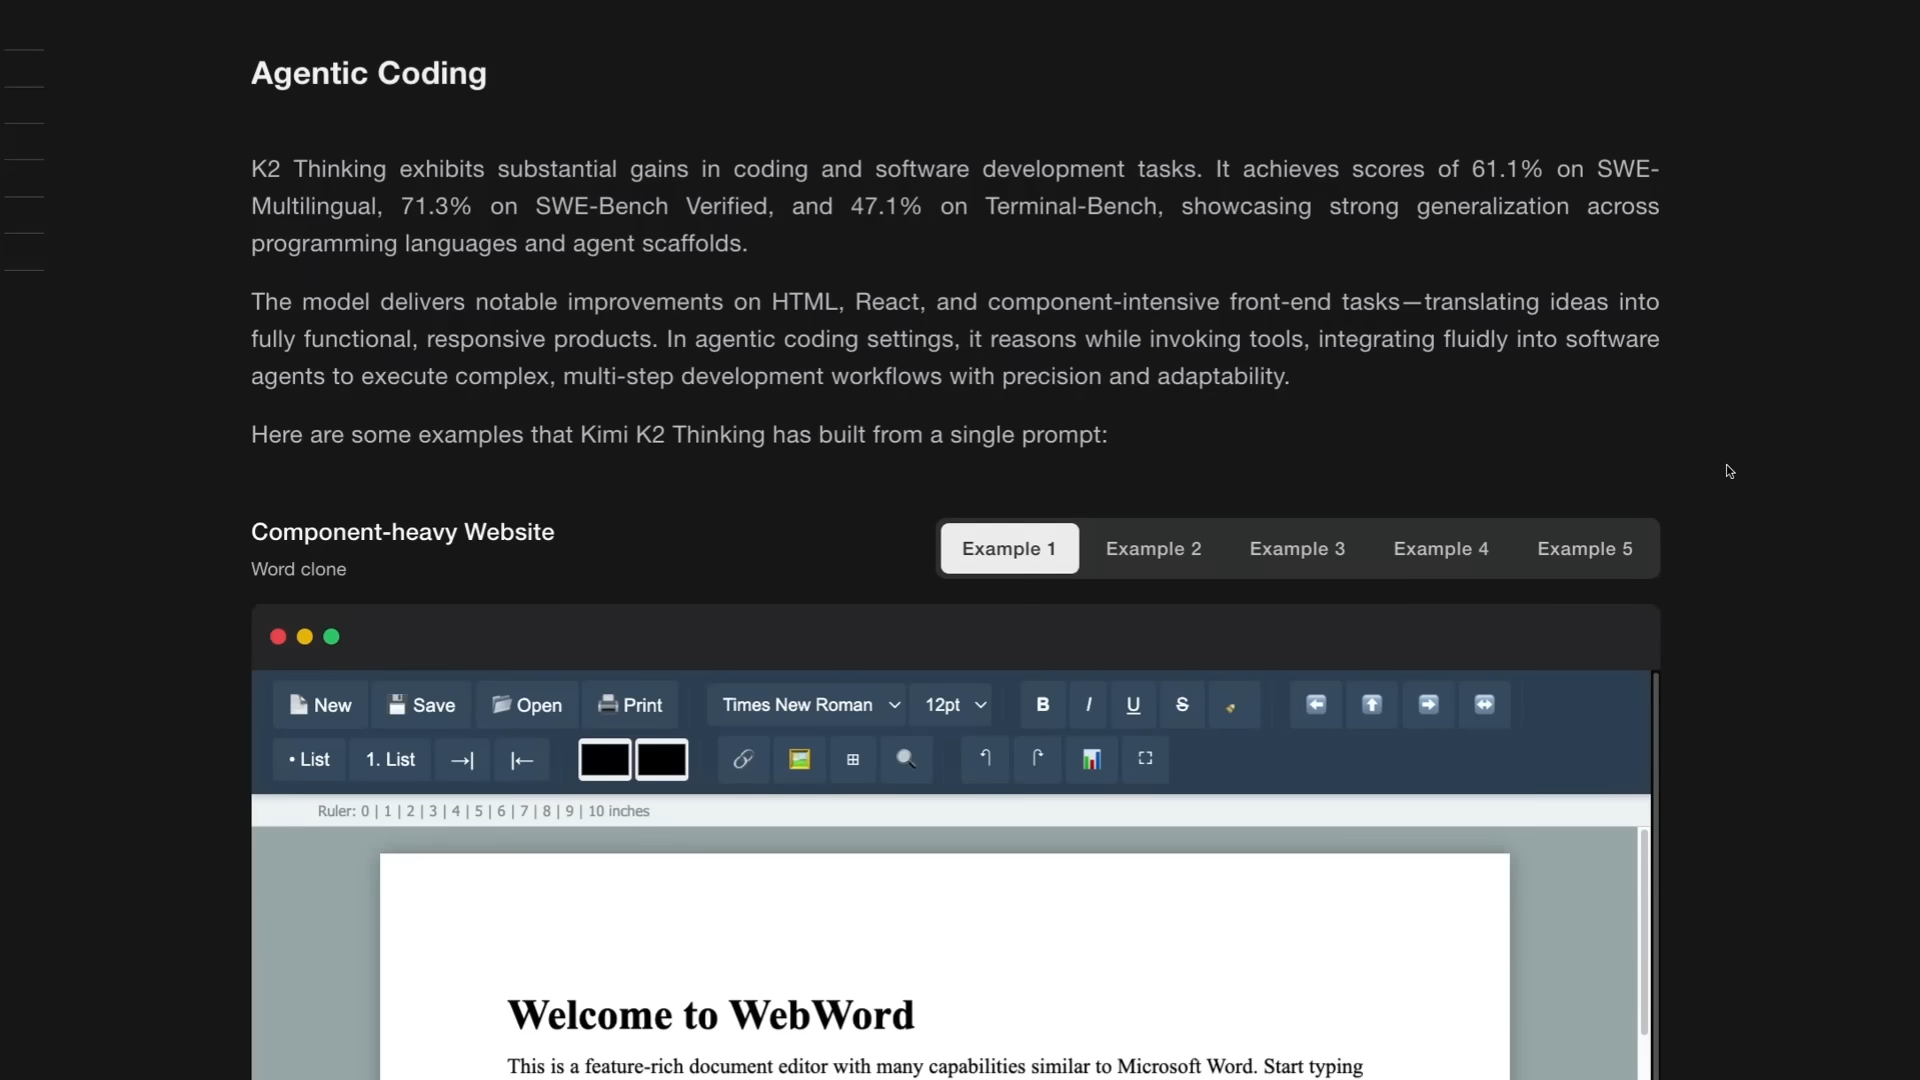 Agentic Coding
K2 Thinking exhibits substantial gains in coding and software development tasks. It achieves scores of 61.1% on SWE-
Multilingual, 71.3% on SWE-Bench Verified, and 47.1% on Terminal-Bench, showcasing strong generalization across
programming languages and agent scaffolds.
The model delivers notable improvements on HTML, React, and component-intensive front-end tasks—translating ideas into
fully functional, responsive products. In agentic coding settings, it reasons while invoking tools, integrating fluidly into software
agents to execute complex, multi-step development workflows with precision and adaptability.
Here are some examples that Kimi K2 Thinking has built from a single prompt:
Component-heavy Website
Word clone
Example 1 Example 2 Example 3 Example 4 Example 5
New Save Open Print Times New Roman 12pt B I U S
• List 1. List →| |←
Ruler: 0 | 1 | 2 | 3 | 4 | 5 | 6 | 7 | 8 | 9 | 10 inches
Welcome to WebWord
This is a feature-rich document editor with many capabilities similar to Microsoft Word. Start typing